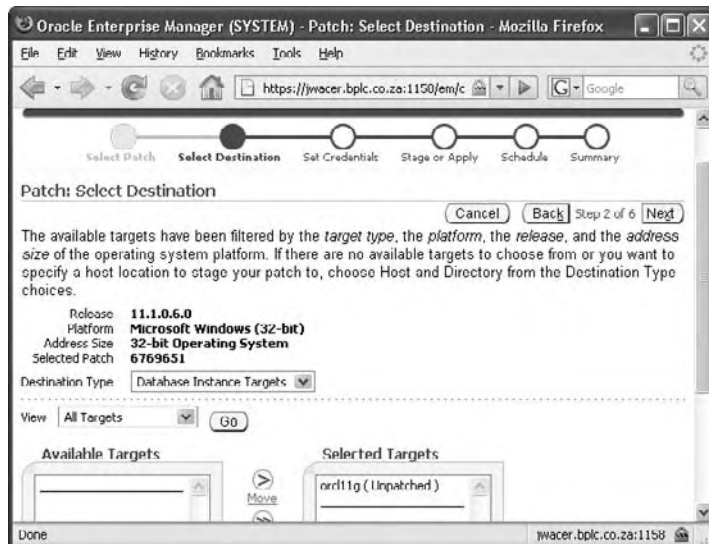 Oracle Enterprise Manager (SYSTEM) - Patch: Select Destination - Mozilla Firefox
File Edit View History Bookmarks Tools Help
https://jwacer.bplc.co.za:1158/em/c G Google
Select Patch Select Destination Set Credentials Stage or Apply Schedule Summary
Patch: Select Destination
Cancel Back Step 2 of 6 Next
The available targets have been filtered by the target type, the platform, the release, and the address
size of the operating system platform. If there are no available targets to choose from or you want to
specify a host location to stage your patch to, choose Host and Directory from the Destination Type
choices.
Release 11.1.0.6.0
Platform Microsoft Windows (32-bit)
Address Size 32-bit Operating System
Selected Patch 6769651
Destination Type Database Instance Targets
View All Targets Go
Available Targets Selected Targets
> Move
orcl11g ( Unpatched )
>>
Done jwacer.bplc.co.za:1158